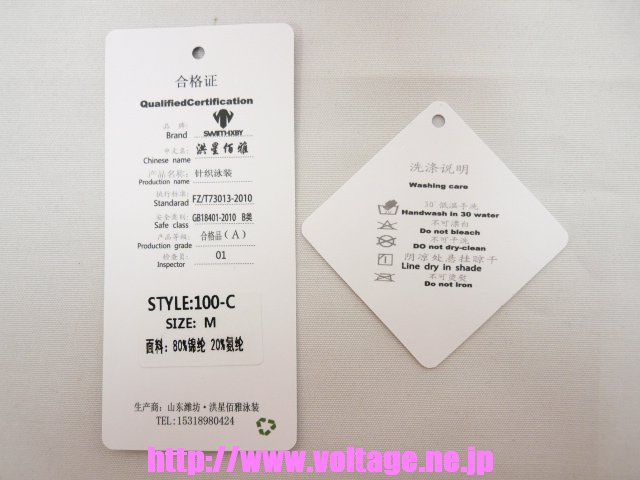 合格证
QualifiedCertification
品 牌:
Brand SWIMHXBY
中文名: 洪星佰雅
Chinese name
产品名称: 针织泳装
Production name
执行标准: FZ/T73013-2010
Standarad
安全类别: GB18401-2010 B类
Safe class
产品等级: 合格品(A)
Production grade
检查员: 01
Inspector
STYLE:100-C
SIZE: M
面料: 80%锦纶 20%氨纶
生产商: 山东潍坊·洪星佰雅泳装
TEL:15318980424
洗涤说明
Washing care
30°低温手洗
Handwash in 30 water
不可漂白
Do not bleach
不可干洗
DO not dry-clean
阴凉处悬挂晾干
Line dry in shade
不可熨熨
Do not iron
http://www.voltage.ne.jp